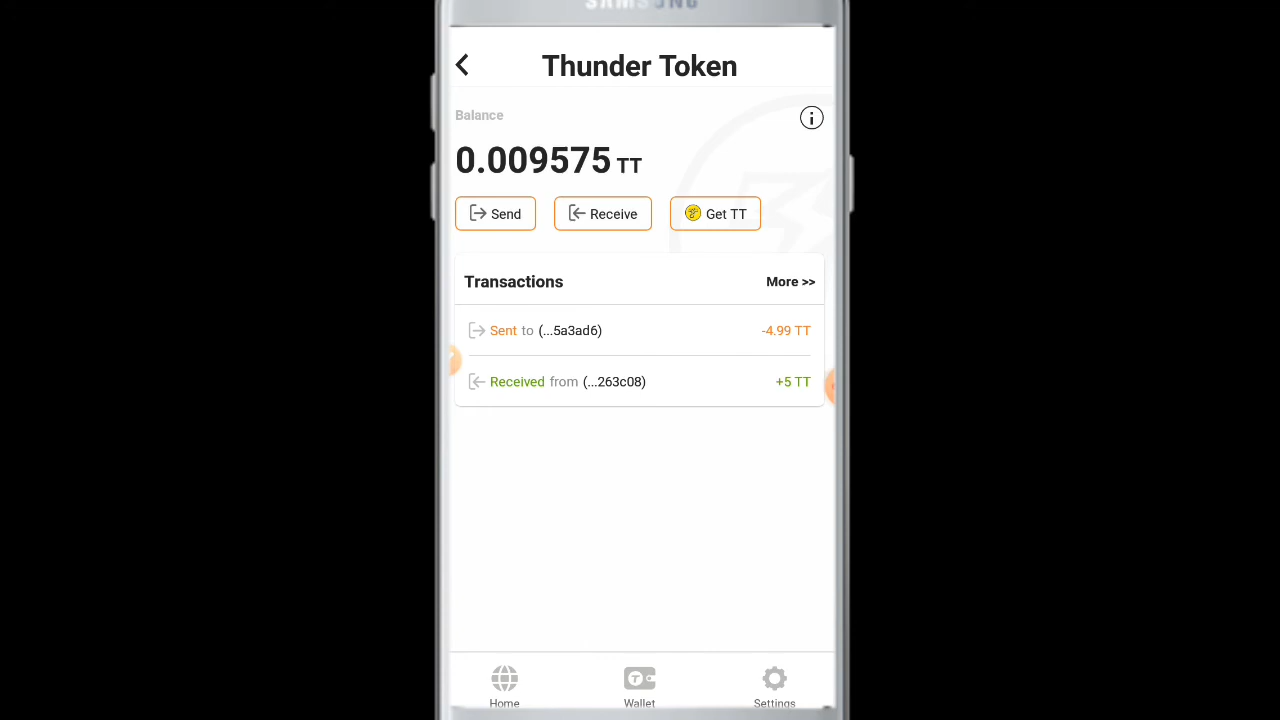 SAMSUNG
Thunder Token
Balance
0.009575 TT
Send Receive Get TT
Transactions More >>
Sent to (...5a3ad6) -4.99 TT
Received from (...263c08) +5 TT
Home Wallet Settings